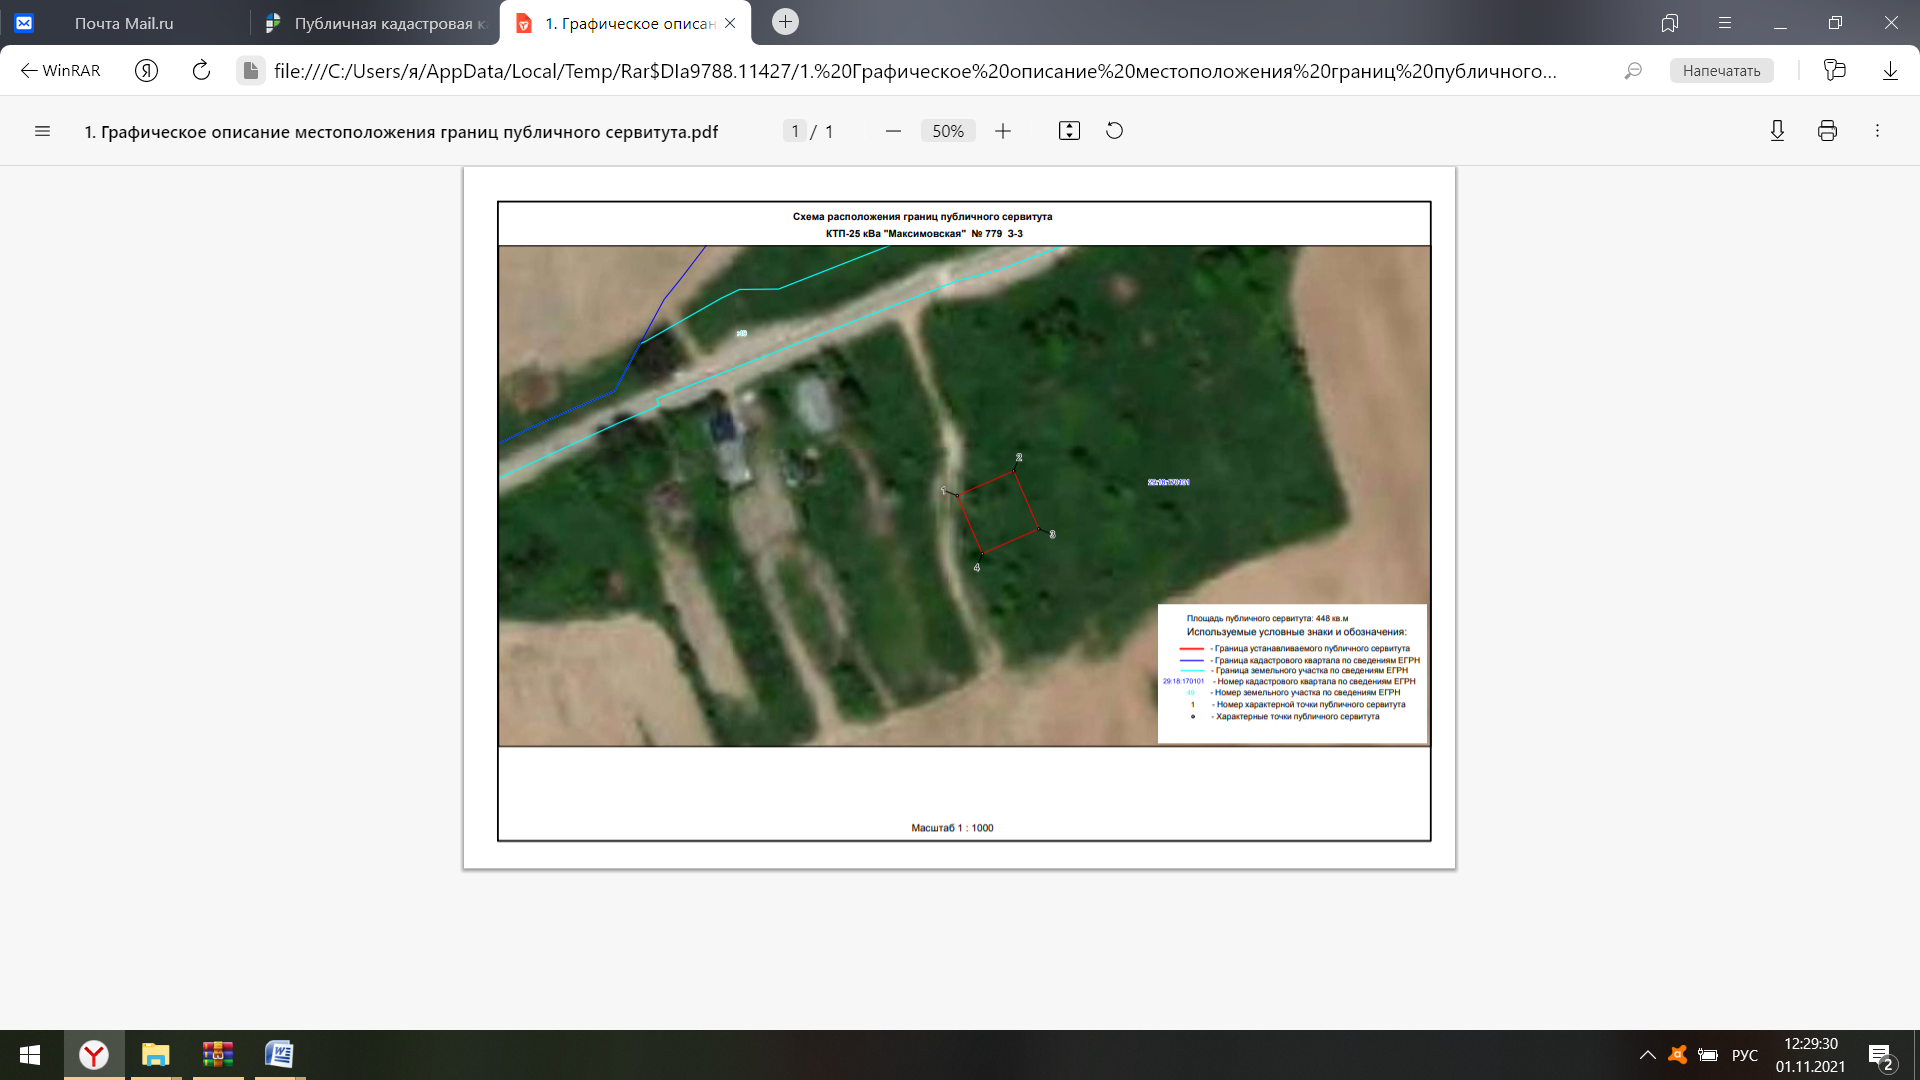 Почта Mail.ru
Публичная кадастровая к
1. Графическое описан
WinRAR
file:///C:/Users/я/AppData/Local/Temp/Rar$DIa9788.11427/1.%20Графическое%20описание%20местоположения%20границ%20публичного...
Напечатать
1. Графическое описание местоположения границ публичного сервитута.pdf
1 / 1
50%
Схема расположения границ публичного сервитута
КТП-25 кВа "Максимовская" № 779 З-3
2
1
29:18:170101
3
4
Площадь публичного сервитута: 448 кв.м
Используемые условные знаки и обозначения:
- Граница устанавливаемого публичного сервитута
- Граница кадастрового квартала по сведениям ЕГРН
- Граница земельного участка по сведениям ЕГРН
29:18:170101 - Номер кадастрового квартала по сведениям ЕГРН
- Номер земельного участка по сведениям ЕГРН
1 - Номер характерной точки публичного сервитута
- Характерные точки публичного сервитута
Масштаб 1 : 1000
РУС
12:29:30
01.11.2021
2